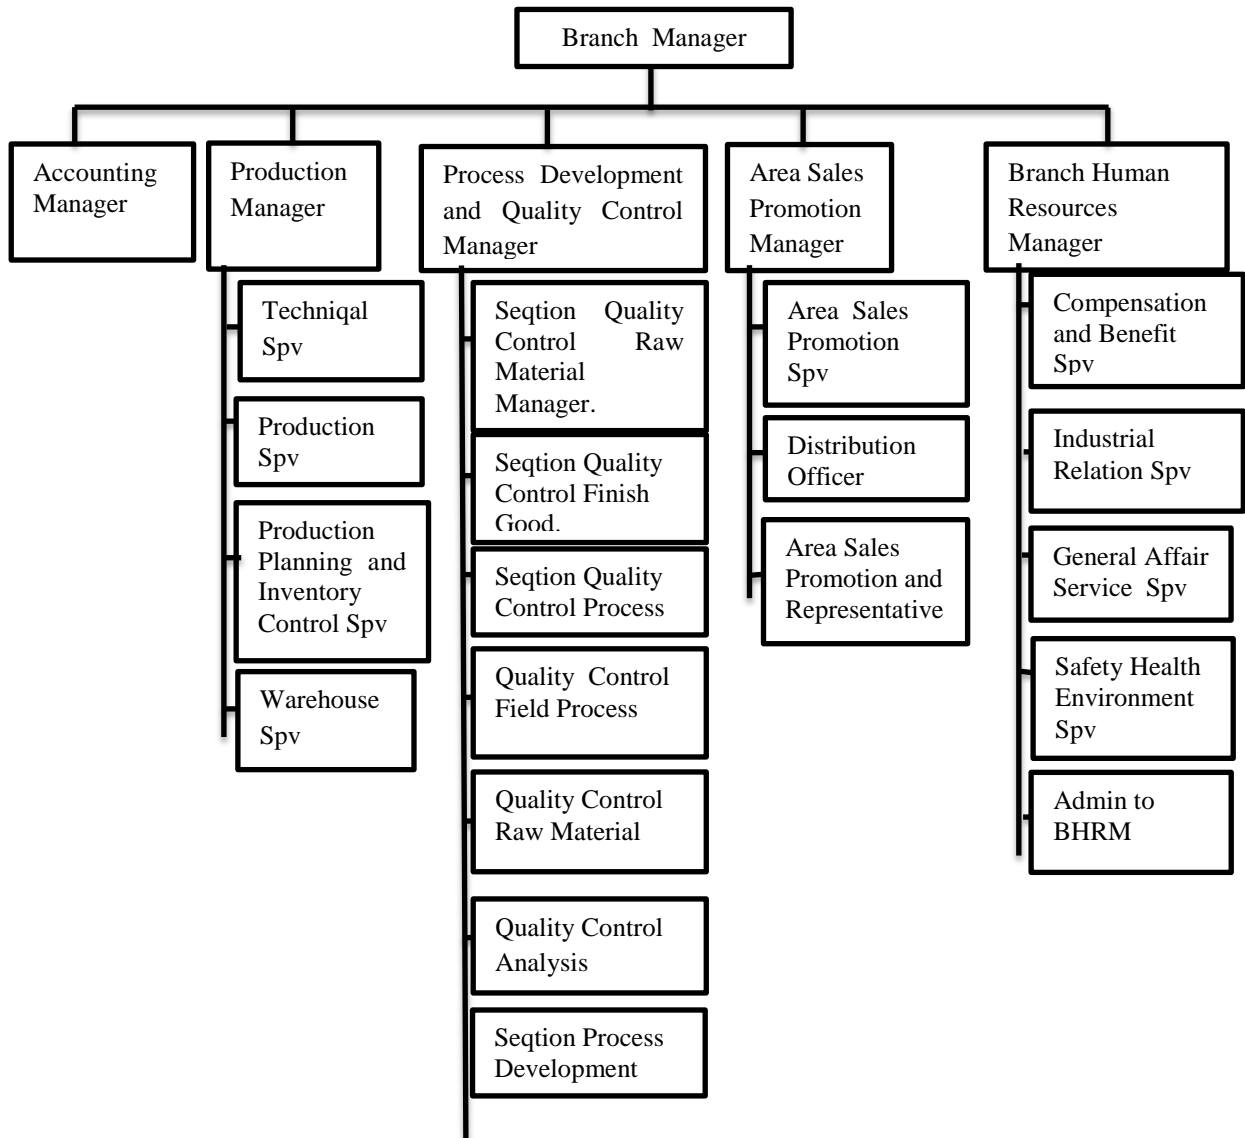 Branch Manager
Accounting
Manager
Production
Manager
Process Development
and Quality Control
Manager
Area Sales
Promotion
Manager
Branch Human
Resources
Manager
Techniqal
Spv
Production
Spv
Production
Planning and
Inventory
Control Spv
Warehouse
Spv
Seqtion Quality
Control Raw
Material
Manager.
Seqtion Quality
Control Finish
Good.
Seqtion Quality
Control Process
Quality Control
Field Process
Quality Control
Raw Material
Quality Control
Analysis
Seqtion Process
Development
Area Sales
Promotion
Spv
Distribution
Officer
Area Sales
Promotion and
Representative
Compensation
and Benefit
Spv
Industrial
Relation Spv
General Affair
Service Spv
Safety Health
Environment
Spv
Admin to
BHRM